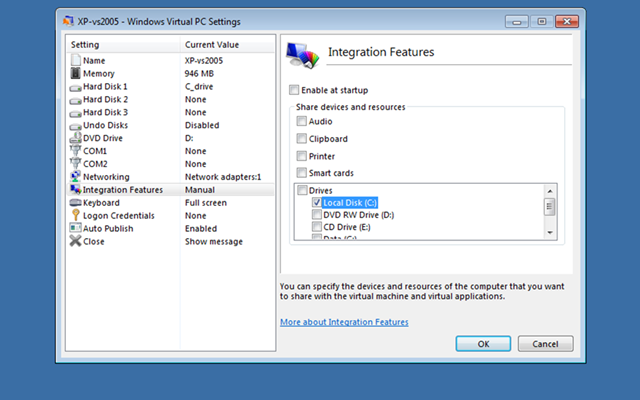 XP-vs2005 - Windows Virtual PC Settings
Setting Current Value
Name XP-vs2005
Memory 946 MB
Hard Disk 1 C_drive
Hard Disk 2 None
Hard Disk 3 None
Undo Disks Disabled
DVD Drive D:
COM1 None
COM2 None
Networking Network adapters:1
Integration Features Manual
Keyboard Full screen
Logon Credentials None
Auto Publish Enabled
Close Show message
Integration Features
Enable at startup
Share devices and resources
Audio
Clipboard
Printer
Smart cards
Drives
Local Disk (C:)
DVD RW Drive (D:)
CD Drive (E:)
Data (G:)
You can specify the devices and resources of the computer that you want
to share with the virtual machine and virtual applications.
More about Integration Features
OK Cancel